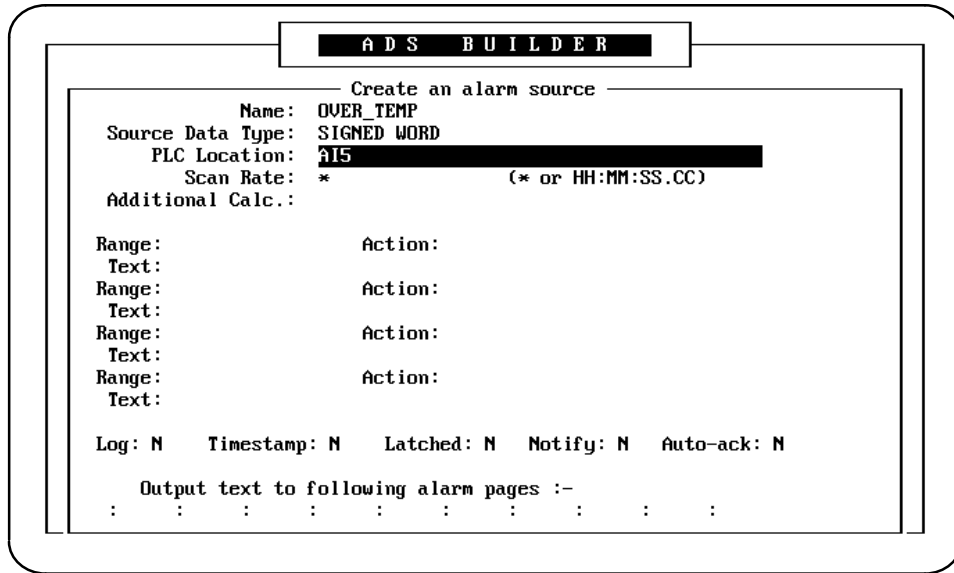 ADS BUILDER
Create an alarm source
Name: OVER_TEMP
Source Data Type: SIGNED WORD
PLC Location: AI5
Scan Rate: * (* or HH:MM:SS.CC)
Additional Calc.:
Range: Action:
Text:
Range: Action:
Text:
Range: Action:
Text:
Range: Action:
Text:
Log: N Timestamp: N Latched: N Notify: N Auto-ack: N
Output text to following alarm pages :-
: : : : : : : : : :